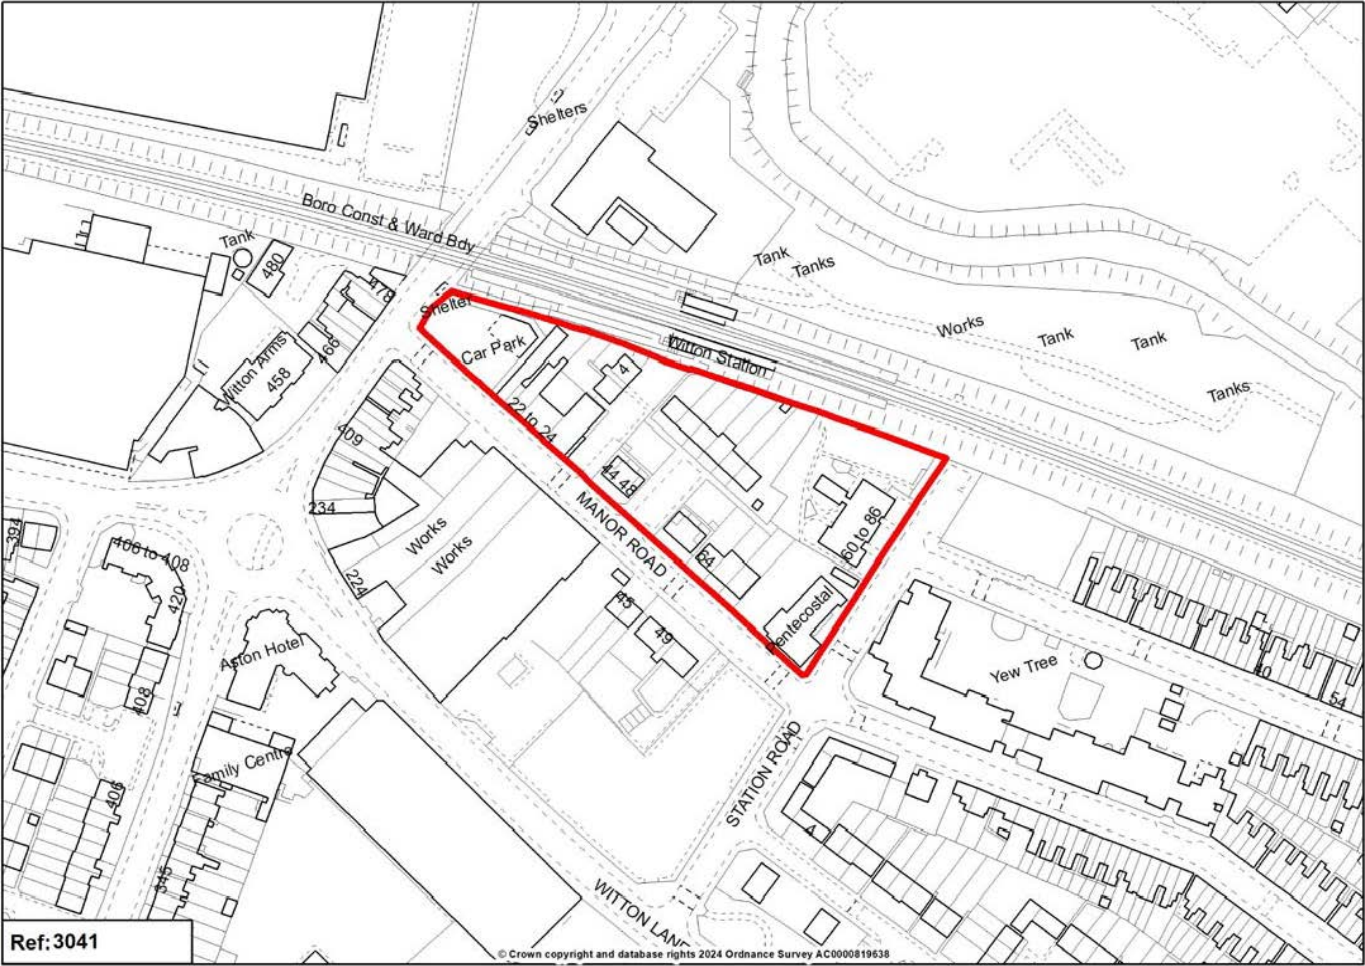 Shelters
Boro Const & Ward Bdy
Tank
480
478
Shelter
Tank
Tanks
Works
Tank
Tank
Tanks
Witton Station
Car Park
466
Witton Arms
458
4
22 to 24
409
44 48
234
MANOR ROAD
Works
Works
394
406 to 408
420
224
64
60 to 86
Pentecostal
45
49
Aston Hotel
Yew Tree
40
54
408
Family Centre
STATION ROAD
406
4
345
WITTON LANE
Ref:3041
© Crown copyright and database rights 2024 Ordnance Survey AC0000819638